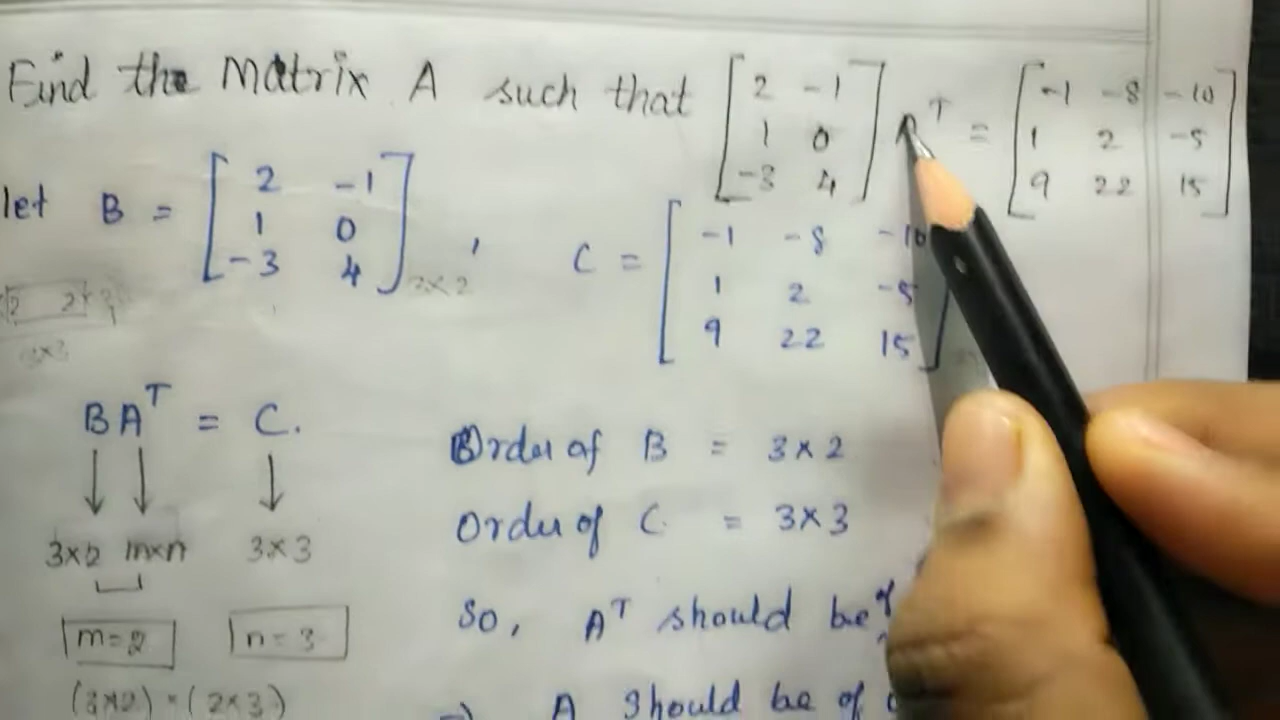 Find the Matrix A such that [2 -1 1 0 -3 4] A^T = [-1 -8 -10 1 2 -5 9 22 15]
let B = [2 -1 1 0 -3 4] 3×2 , C = [-1 -8 -10 1 2 -5 9 22 15]
3×3
BA^T = C.
3×2 m×n 3×3
m=2 n=3
(3×2) × (2×3)
Order of B = 3×2
Order of C = 3×3
So, A^T should be of
⇒ A should be of